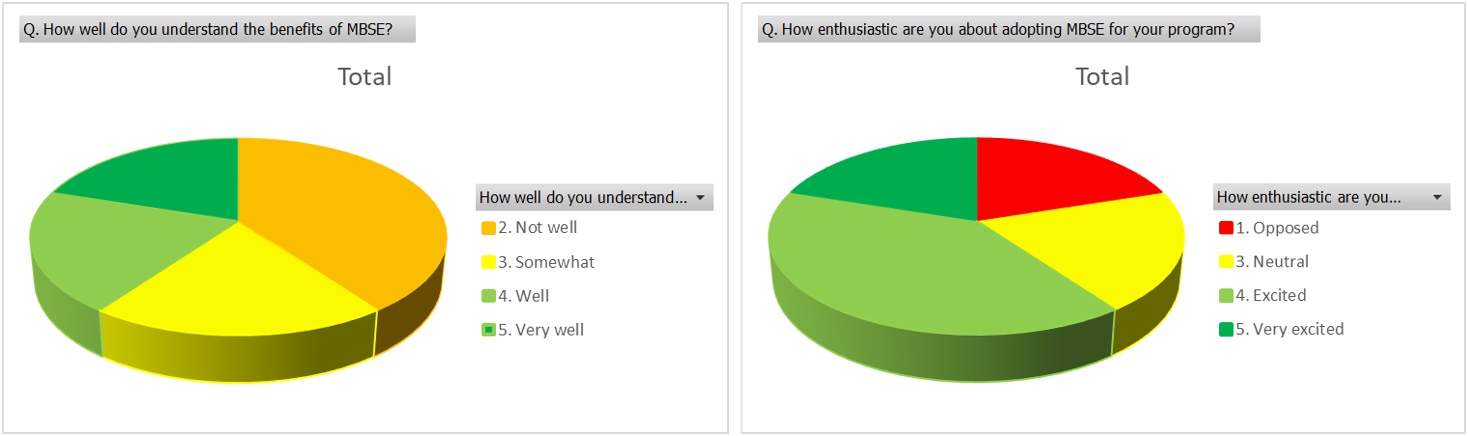 Q. How well do you understand the benefits of MBSE?
Total
How well do you understand...
2. Not well
3. Somewhat
4. Well
5. Very well
Q. How enthusiastic are you about adopting MBSE for your program?
Total
How enthusiastic are you...
1. Opposed
3. Neutral
4. Excited
5. Very excited